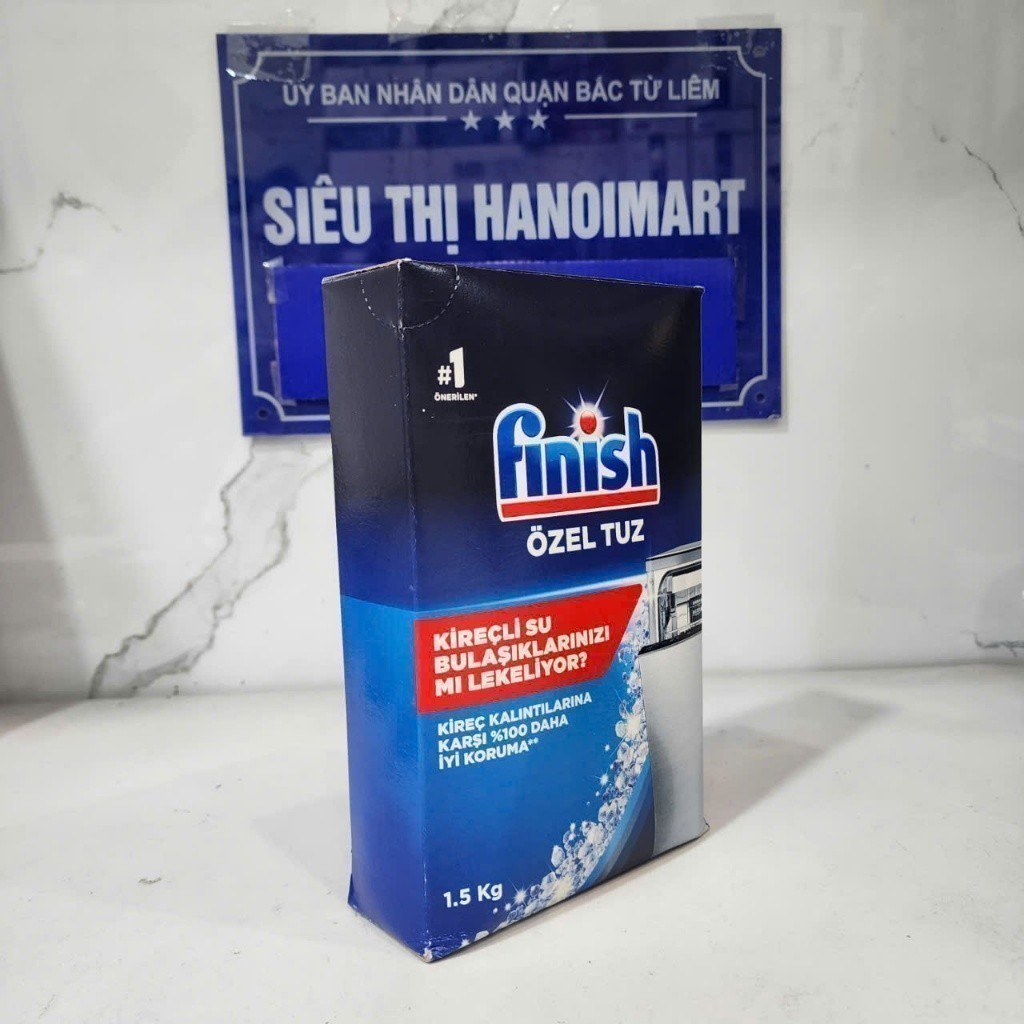 ỦY BAN NHÂN DÂN QUẬN BẮC TỪ LIÊM
SIÊU THỊ HANOIMART
#1
ÖNERİLEN*
finish
ÖZEL TUZ
KİREÇLİ SU
BULAŞIKLARINIZI
MI LEKELİYOR?
KİREÇ KALINTILARINA
KARŞI %100 DAHA
İYİ KORUMA**
1.5 Kg